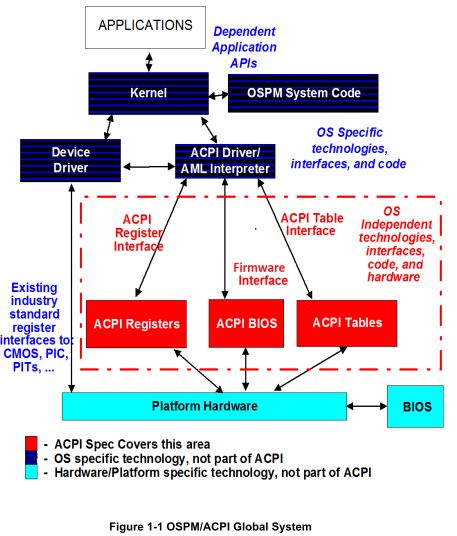 APPLICATIONS
Dependent
Application
APIs
Kernel
OSPM System Code
OS Specific
technologies,
interfaces, and code
Device
Driver
ACPI Driver/
AML Interpreter
ACPI
Register
Interface
ACPI Table
Interface
OS
Independent
technologies,
interfaces,
code, and
hardware
Firmware
Interface
Existing
industry
standard
register
interfaces to:
CMOS, PIC,
PITs, ...
ACPI Registers
ACPI BIOS
ACPI Tables
Platform Hardware
BIOS
- ACPI Spec Covers this area
- OS specific technology, not part of ACPI
- Hardware/Platform specific technology, not part of ACPI
Figure 1-1 OSPM/ACPI Global System